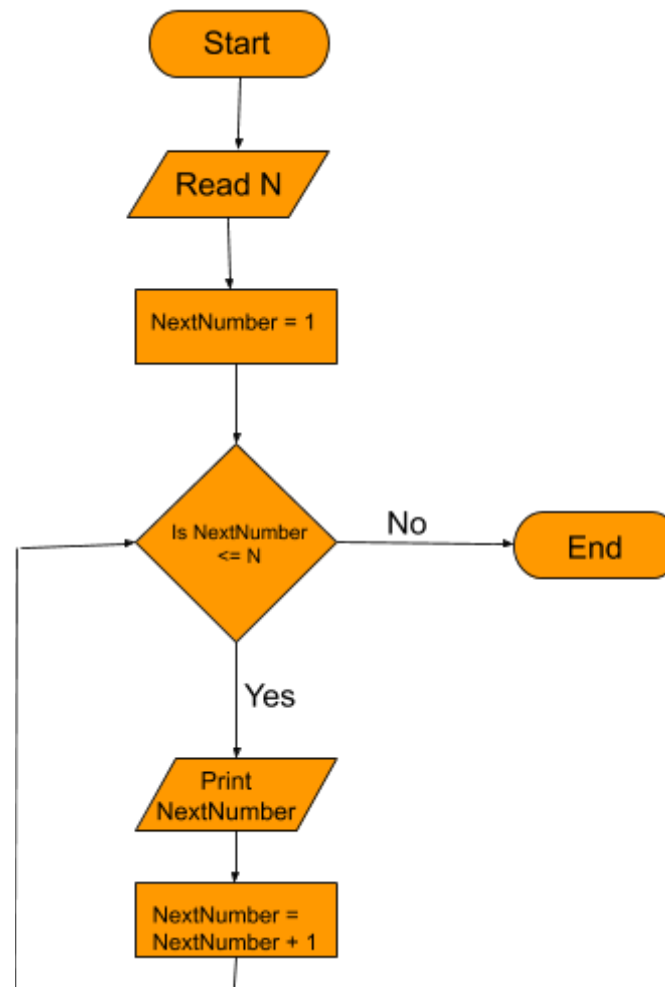 Start
Read N
NextNumber = 1
Is NextNumber
<= N
No
End
Yes
Print
NextNumber
NextNumber =
NextNumber + 1